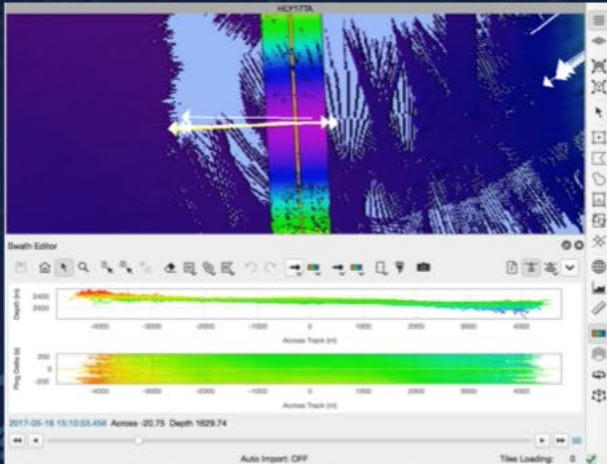 HLY17TA
Swath Editor
Depth (m)
2400
2600
-4000 -3000 -2000 -1000 0 1000 2000 3000 4000
Across Track (m)
Ping Delta (s)
200
0
-200
-4000 -3000 -2000 -1000 0 1000 2000 3000 4000
Across Track (m)
2017-05-18 15:10:53.456 Across -20.75 Depth 1629.74
50
Auto Import: OFF Tiles Loading: 0